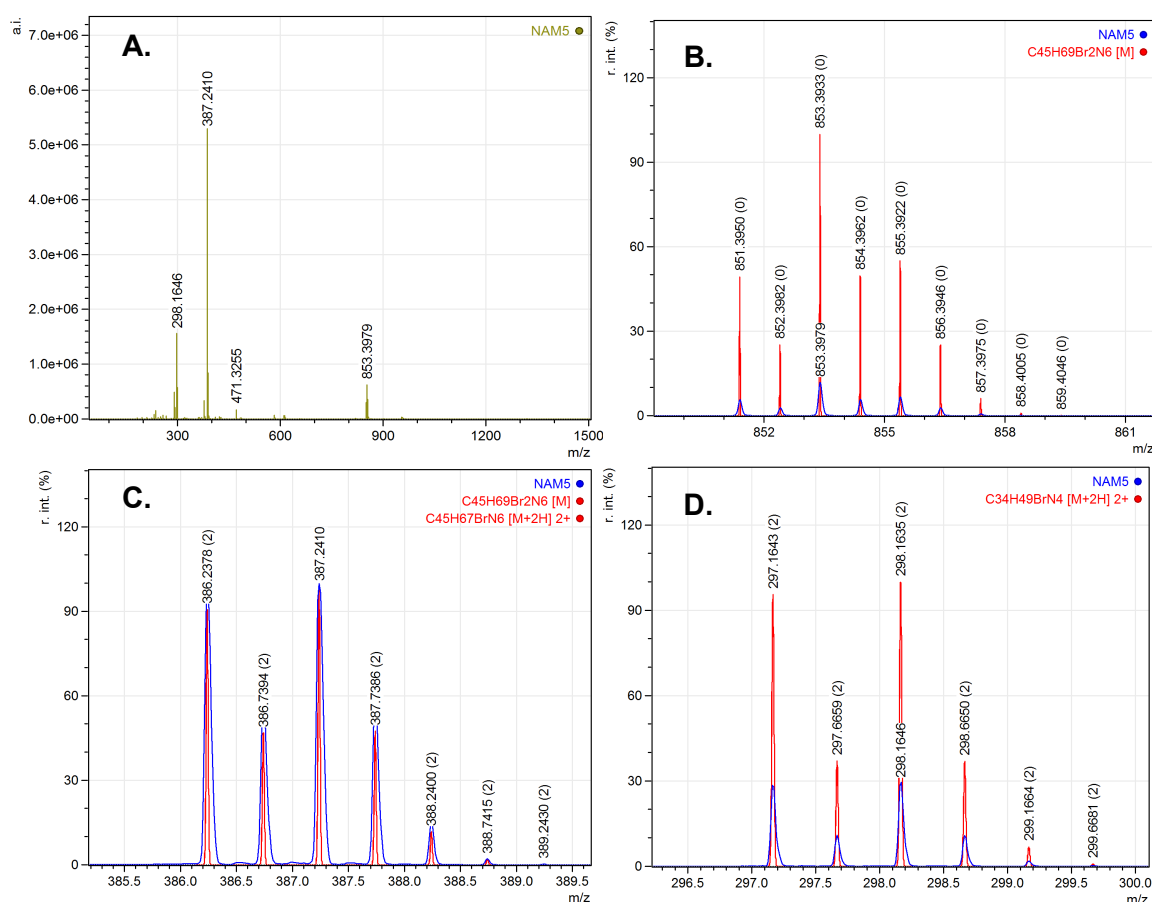 A.
a.i.
NAM5
7.0e+06
6.0e+06
5.0e+06
4.0e+06
3.0e+06
2.0e+06
1.0e+06
0.0e+00
298.1646
387.2410
471.3255
853.3979
300
600
900
1200
1500
m/z
B.
r. int. (%)
NAM5
C45H69Br2N6 [M]
120
90
60
30
0
851.3950 (0)
852.3982 (0)
853.3933 (0)
853.3979
854.3962 (0)
855.3922 (0)
856.3946 (0)
857.3975 (0)
858.4005 (0)
859.4046 (0)
852
855
858
861
m/z
C.
r. int. (%)
NAM5
C45H69Br2N6 [M]
C45H67BrN6 [M+2H] 2+
120
90
60
30
0
386.2378 (2)
386.7394 (2)
387.2410
387.7386 (2)
388.2400 (2)
388.7415 (2)
389.2430 (2)
385.5
386.0
386.5
387.0
387.5
388.0
388.5
389.0
389.5
m/z
D.
r. int. (%)
NAM5
C34H49BrN4 [M+2H] 2+
120
90
60
30
0
297.1643 (2)
297.6659 (2)
298.1635 (2)
298.1646
298.6650 (2)
299.1664 (2)
299.6681 (2)
296.5
297.0
297.5
298.0
298.5
299.0
299.5
300.0
m/z